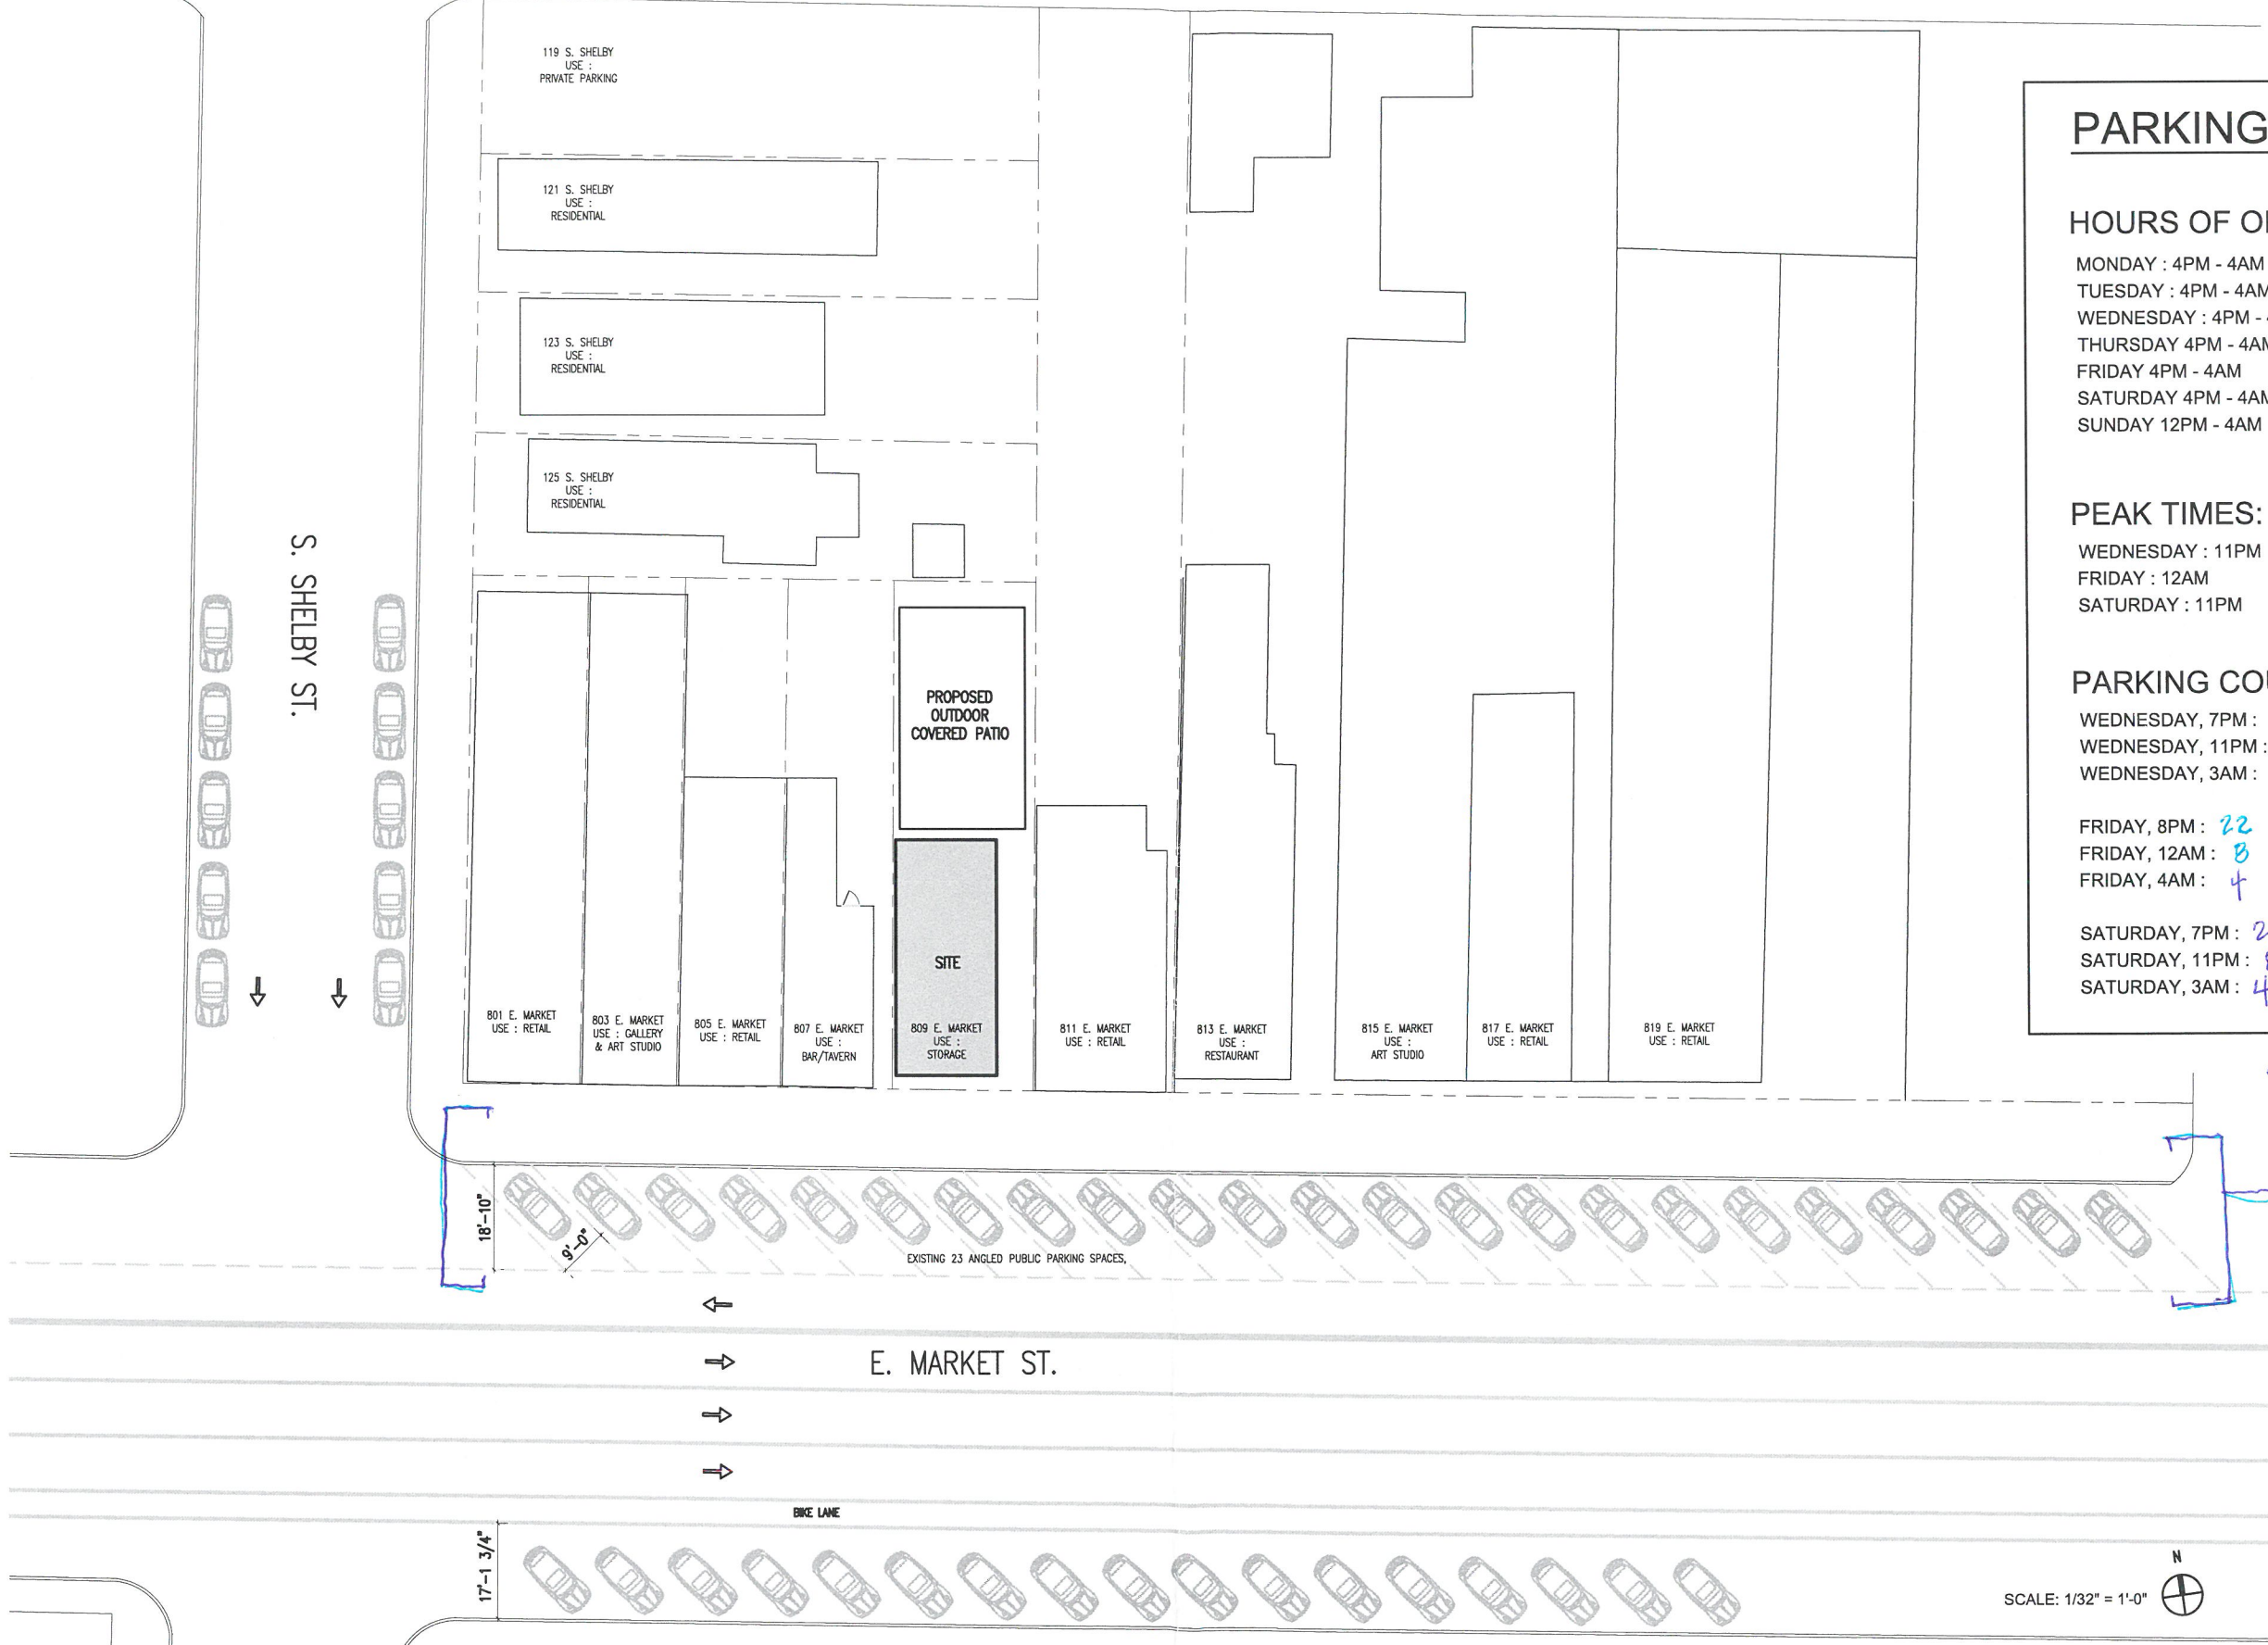 119 S. SHELBY
USE :
PRIVATE PARKING
121 S. SHELBY
USE :
RESIDENTIAL
123 S. SHELBY
USE :
RESIDENTIAL
125 S. SHELBY
USE :
RESIDENTIAL
S. SHELBY ST.
PROPOSED
OUTDOOR
COVERED PATIO
SITE
801 E. MARKET
USE : RETAIL
803 E. MARKET
USE : GALLERY
& ART STUDIO
805 E. MARKET
USE : RETAIL
807 E. MARKET
USE :
BAR/TAVERN
809 E. MARKET
USE :
STORAGE
811 E. MARKET
USE : RETAIL
813 E. MARKET
USE :
RESTAURANT
815 E. MARKET
USE :
ART STUDIO
817 E. MARKET
USE : RETAIL
819 E. MARKET
USE : RETAIL
PARKING
HOURS OF
MONDAY : 4PM - 4AM
TUESDAY : 4PM - 4AM
WEDNESDAY : 4PM -
THURSDAY 4PM - 4AM
FRIDAY 4PM - 4AM
SATURDAY 4PM - 4AM
SUNDAY 12PM - 4AM
PEAK TIMES:
WEDNESDAY : 11PM
FRIDAY : 12AM
SATURDAY : 11PM
PARKING
WEDNESDAY, 7PM :
WEDNESDAY, 11PM :
WEDNESDAY, 3AM :
FRIDAY, 8PM : 22
FRIDAY, 12AM : 8
FRIDAY, 4AM : 4
SATURDAY, 7PM : 2
SATURDAY, 11PM :
SATURDAY, 3AM : 4
18'-10"
9'-0"
EXISTING 23 ANGLED PUBLIC PARKING SPACES,
E. MARKET ST.
BIKE LANE
17'-1 3/4"
N
SCALE: 1/32" = 1'-0"